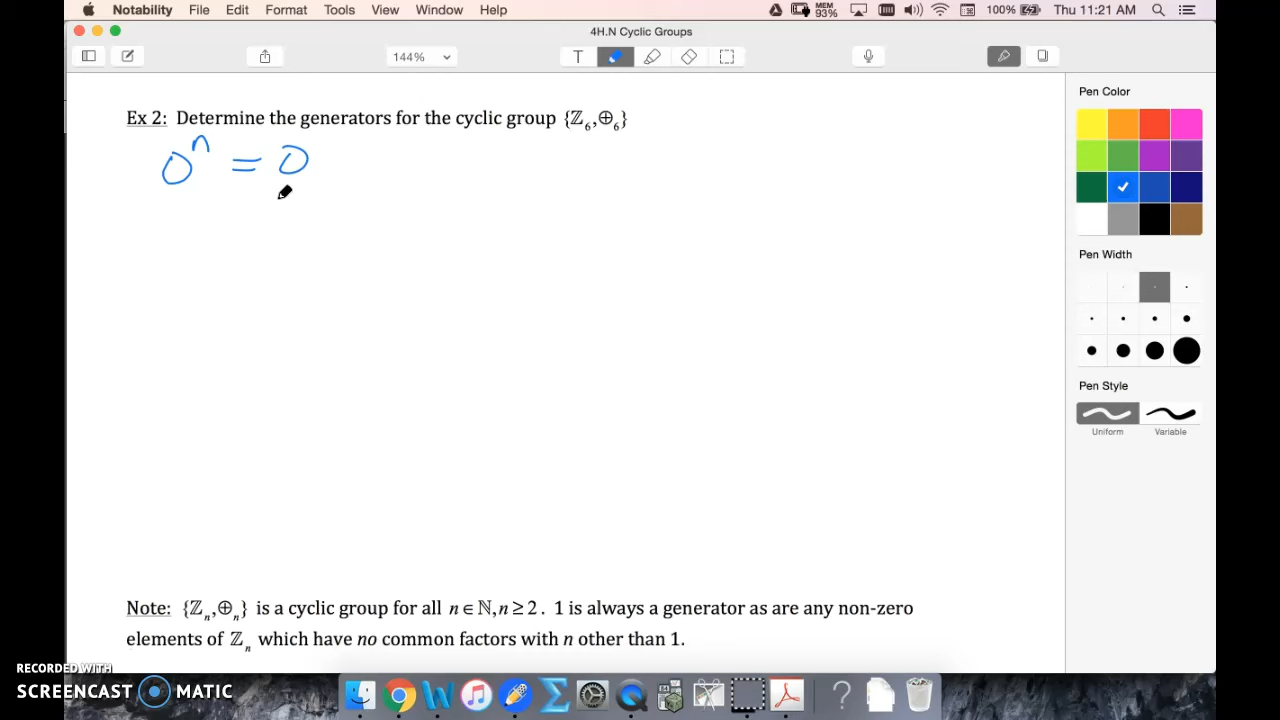 Notability File Edit Format Tools View Window Help MEM 93% 100% Thu 11:21 AM
4H.N Cyclic Groups
144% T
Pen Color
Ex 2: Determine the generators for the cyclic group {ℤ₆,⊕₆}
0ⁿ = 0
Pen Width
Pen Style
Uniform Variable
Note: {ℤₙ,⊕ₙ} is a cyclic group for all n∈ℕ,n≥2. 1 is always a generator as are any non-zero
elements of ℤₙ which have no common factors with n other than 1.
RECORDED WITH
SCREENCAST MATIC